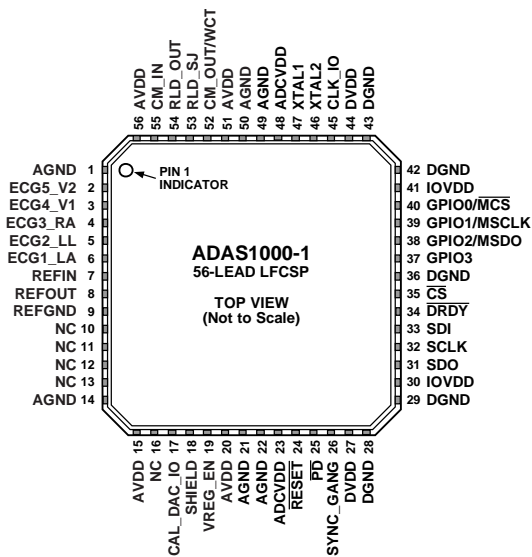 56 AVDD
55 CM_IN
54 RLD_OUT
53 RLD_SJ
52 CM_OUT/WCT
51 AVDD
50 AGND
49 AGND
48 ADCVDD
47 XTAL1
46 XTAL2
45 CLK_IO
44 DVDD
43 DGND
AGND 1
ECG5_V2 2
ECG4_V1 3
ECG3_RA 4
ECG2_LL 5
ECG1_LA 6
REFIN 7
REFOUT 8
REFGND 9
NC 10
NC 11
NC 12
NC 13
AGND 14
PIN 1
INDICATOR
ADAS1000-1
56-LEAD LFCSP
TOP VIEW
(Not to Scale)
42 DGND
41 IOVDD
40 GPIO0/MCS
39 GPIO1/MSCLK
38 GPIO2/MSDO
37 GPIO3
36 DGND
35 CS
34 DRDY
33 SDI
32 SCLK
31 SDO
30 IOVDD
29 DGND
AVDD 15
NC 16
CAL_DAC_IO 17
SHIELD 18
VREG_EN 19
AVDD 20
AGND 21
AGND 22
ADCVDD 23
RESET 24
PD 25
SYNC_GANG 26
DVDD 27
DGND 28